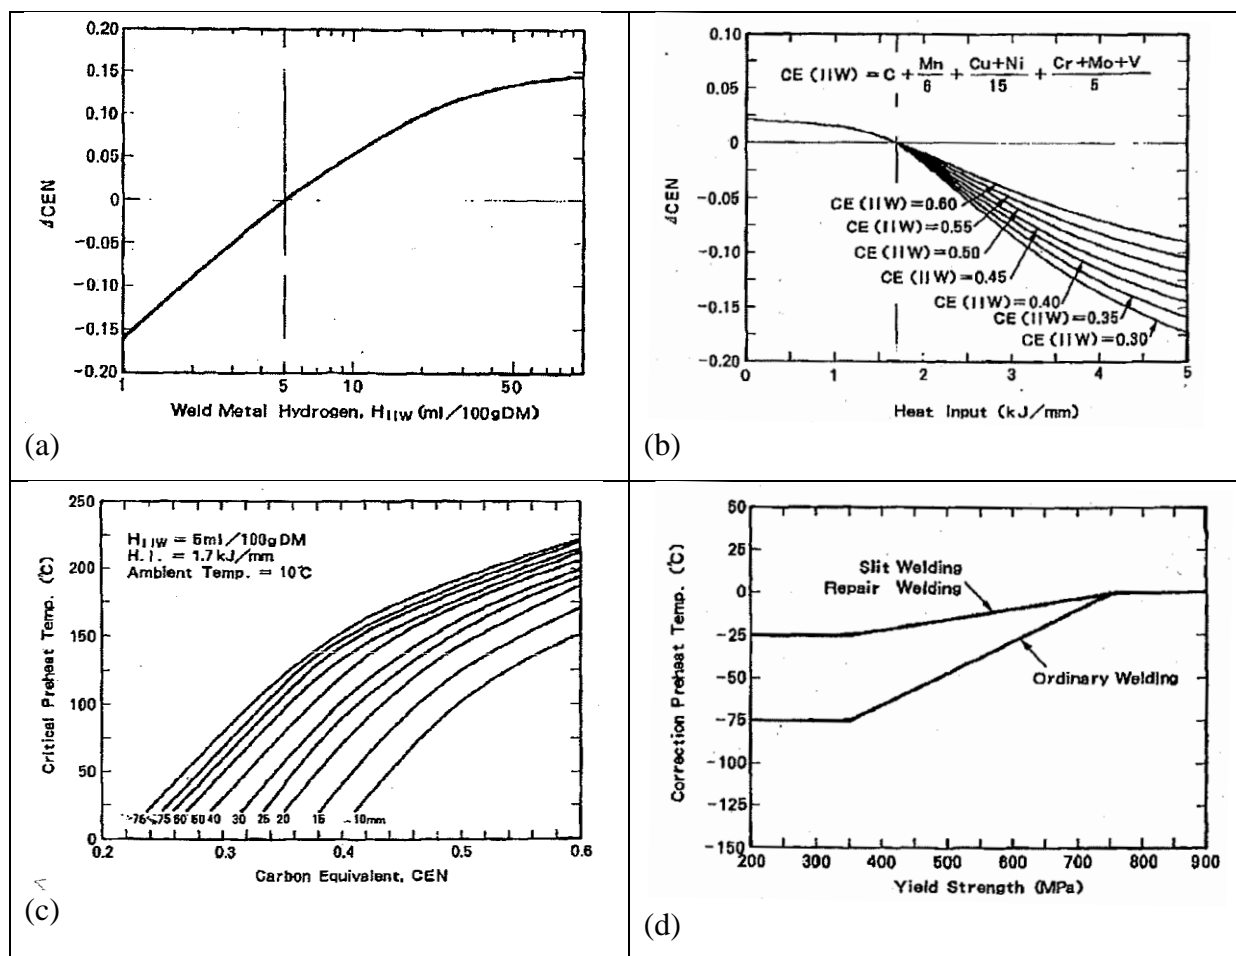 0.20
0.15
0.10
0.05
0
-0.05
-0.10
-0.15
-0.20
ΔCEN
1
5
10
50
Weld Metal Hydrogen, HIIW (ml/100gDM)
(a)
0.10
0.05
0.025
0
-0.05
-0.10
-0.15
-0.20
ΔCEN
CE (IIW) = C + Mn/6 + Cu+Ni/15 + Cr+Mo+V/5
CE (IIW)=0.60
CE (IIW)=0.55
CE (IIW)=0.50
CE (IIW)=0.45
CE (IIW)=0.40
CE (IIW)=0.35
CE (IIW)=0.30
0 1 2 3 4 5
Heat Input (kJ/mm)
(b)
250
200
150
100
50
0
Critical Preheat Temp. (℃)
HIIW = 5ml/100gDM
H.I. = 1.7kJ/mm
Ambient Temp. = 10℃
75 60 50 40 30 25 20 15 10mm
0.2 0.3 0.4 0.5 0.6
Carbon Equivalent, CEN
(c)
50
25
0
-25
-50
-75
-100
-125
-150
Correction Preheat Temp. (℃)
Slit Welding
Repair Welding
Ordinary Welding
200 300 400 500 600 700 800 900
Yield Strength (MPa)
(d)